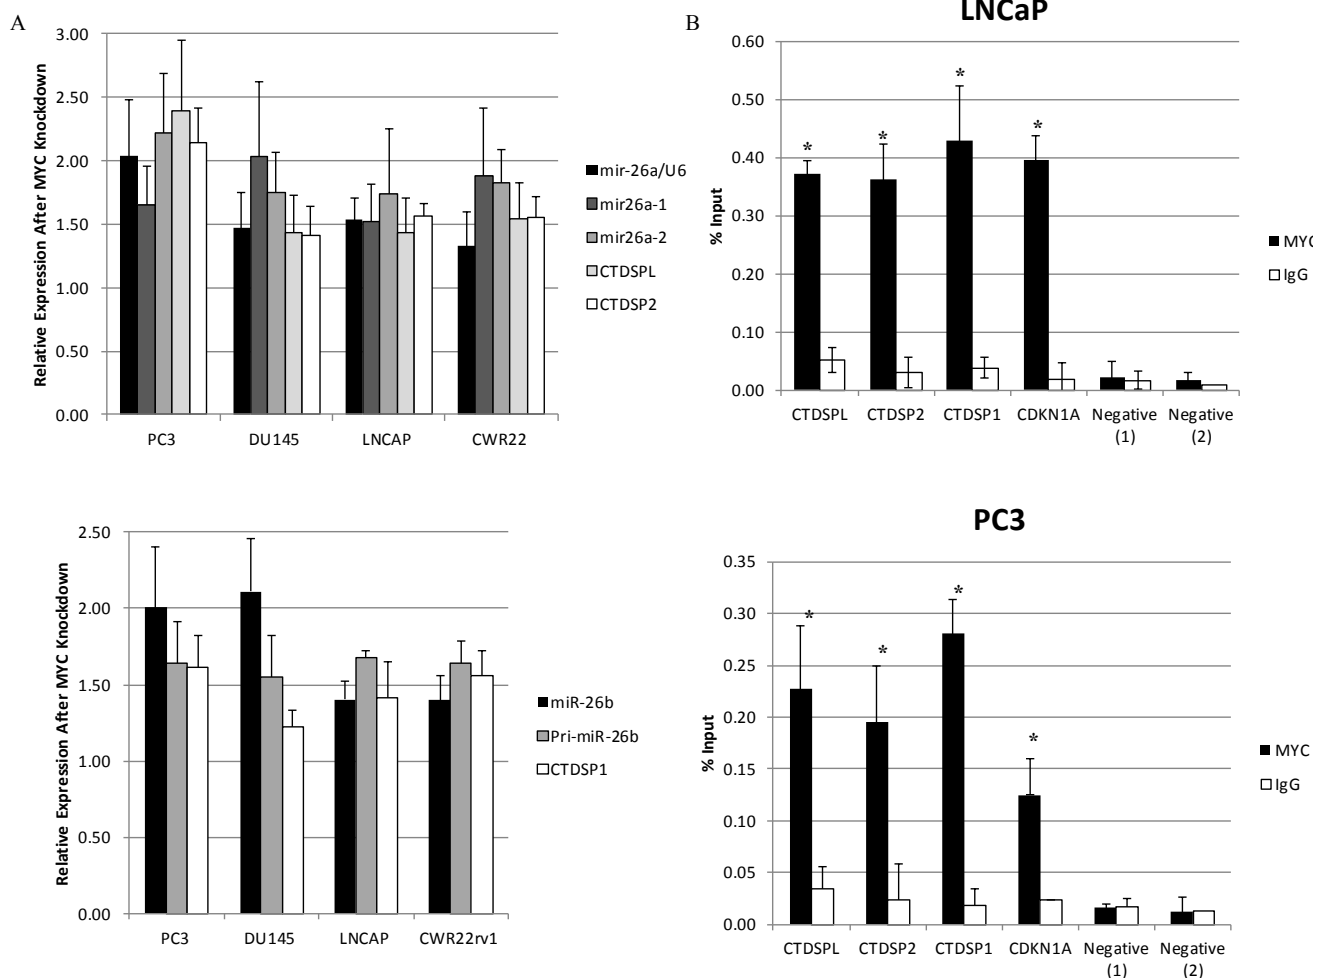 A
3.00
2.50
2.00
1.50
1.00
0.50
0.00
Relative Expression After MYC Knockdown
PC3
DU145
LNCAP
CWR22
mir-26a/U6
mir26a-1
mir26a-2
CTDSPL
CTDSP2
B
LNCaP
0.60
0.50
0.40
0.30
0.20
0.10
0.00
% Input
*
*
*
*
CTDSPL
CTDSP2
CTDSP1
CDKN1A
Negative
(1)
Negative
(2)
MYC
IgG
2.50
2.00
1.50
1.00
0.50
0.00
Relative Expression After MYC Knockdown
PC3
DU145
LNCAP
CWR22rv1
miR-26b
Pri-miR-26b
CTDSP1
PC3
0.35
0.30
0.25
0.20
0.15
0.10
0.05
0.00
% Input
*
*
*
*
CTDSPL
CTDSP2
CTDSP1
CDKN1A
Negative
(1)
Negative
(2)
MYC
IgG